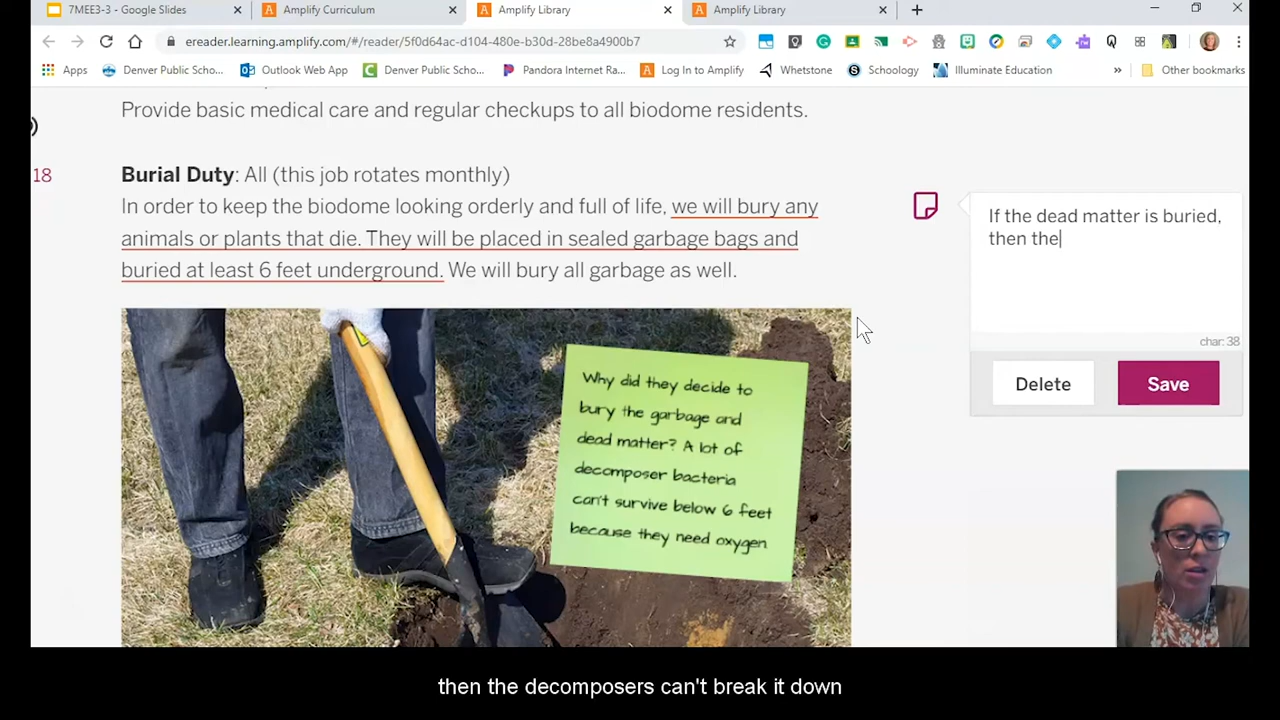 7MEE3-3 - Google Slides
Amplify Curriculum
Amplify Library
Amplify Library
ereader.learning.amplify.com/#/reader/5f0d64ac-d104-480e-b30d-28be8a4900b7
Apps
Denver Public Scho...
Outlook Web App
Denver Public Scho...
Pandora Internet Ra...
Log In to Amplify
Whetstone
Schoology
Illuminate Education
»
Other bookmarks
Provide basic medical care and regular checkups to all biodome residents.
18
Burial Duty: All (this job rotates monthly)
In order to keep the biodome looking orderly and full of life, we will bury any
animals or plants that die. They will be placed in sealed garbage bags and
buried at least 6 feet underground. We will bury all garbage as well.
If the dead matter is buried,
then the
char: 38
Delete
Save
Why did they decide to
bury the garbage and
dead matter? A lot of
decomposer bacteria
can't survive below 6 feet
because they need oxygen
then the decomposers can't break it down